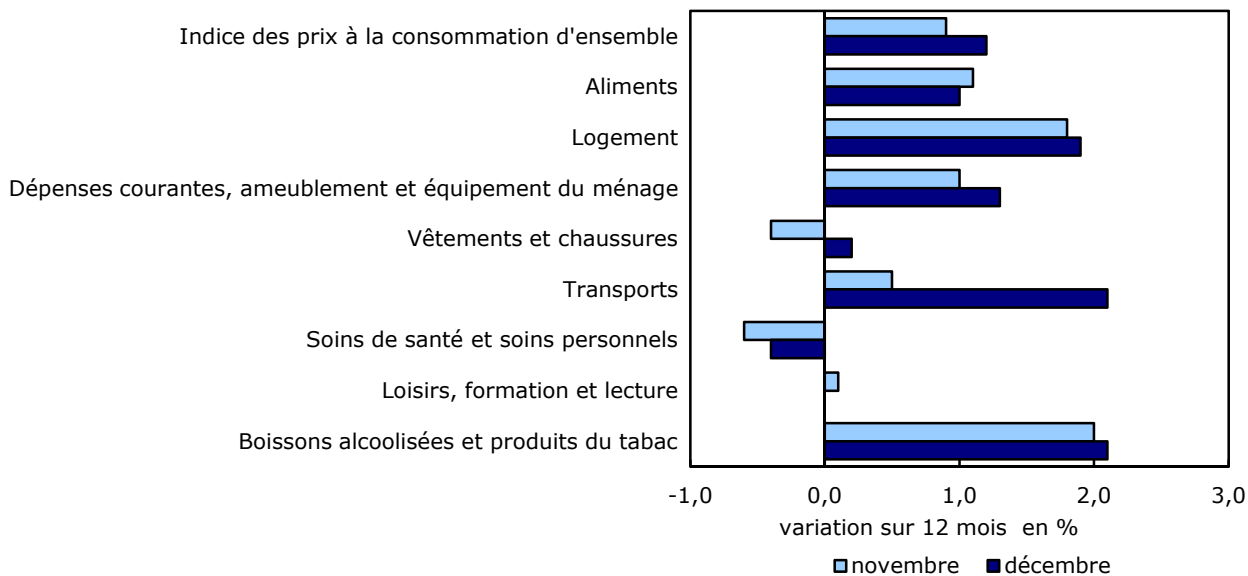 Indice des prix à la consommation d'ensemble
Aliments
Logement
Dépenses courantes, ameublement et équipement du ménage
Vêtements et chaussures
Transports
Soins de santé et soins personnels
Loisirs, formation et lecture
Boissons alcoolisées et produits du tabac
-1,0 0,0 1,0 2,0 3,0
variation sur 12 mois en %
novembre décembre